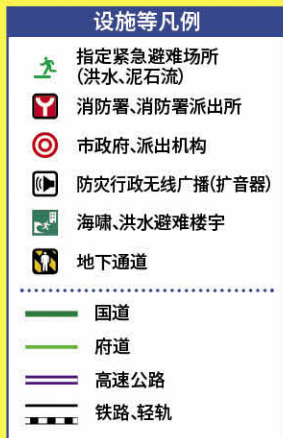 设施等凡例
指定紧急避难场所
(洪水、泥石流)
消防署、消防署派出所
市政府、派出机构
防灾行政无线广播(扩音器)
海啸、洪水避难楼宇
地下通道
国道
府道
高速公路
铁路、轻轨